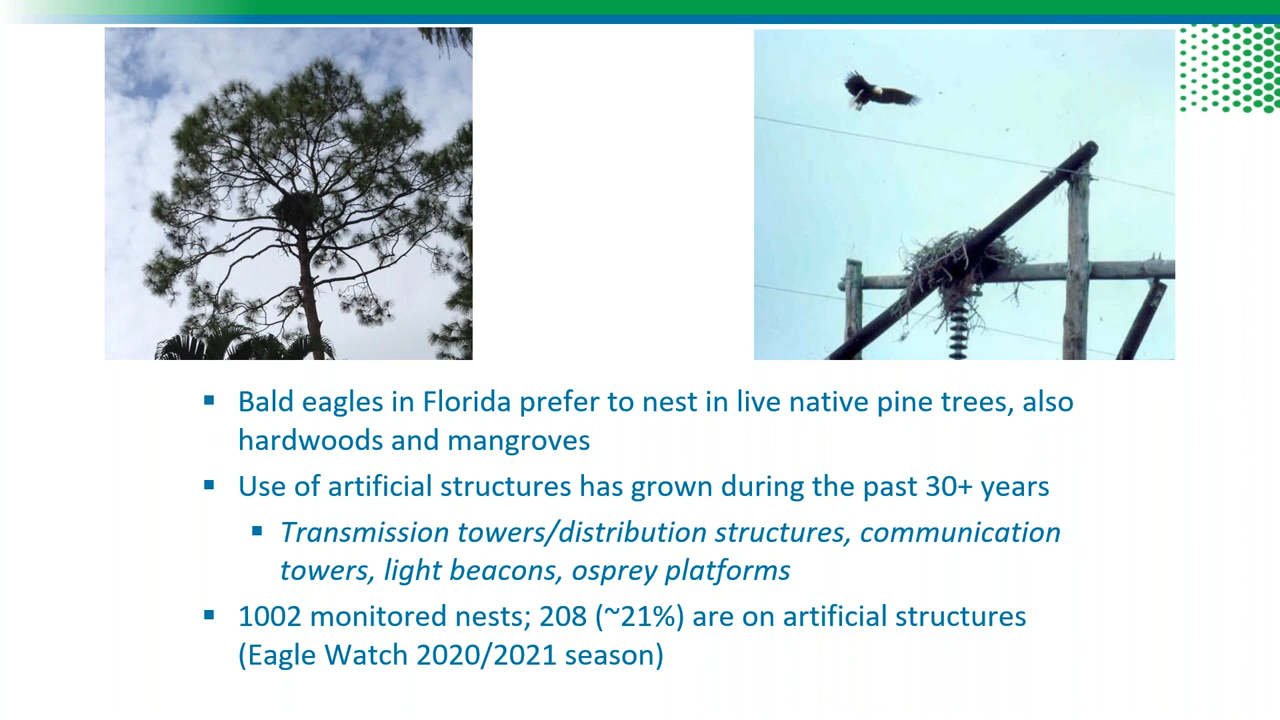 ▪ Bald eagles in Florida prefer to nest in live native pine trees, also
hardwoods and mangroves
▪ Use of artificial structures has grown during the past 30+ years
▪ Transmission towers/distribution structures, communication
towers, light beacons, osprey platforms
▪ 1002 monitored nests; 208 (~21%) are on artificial structures
(Eagle Watch 2020/2021 season)